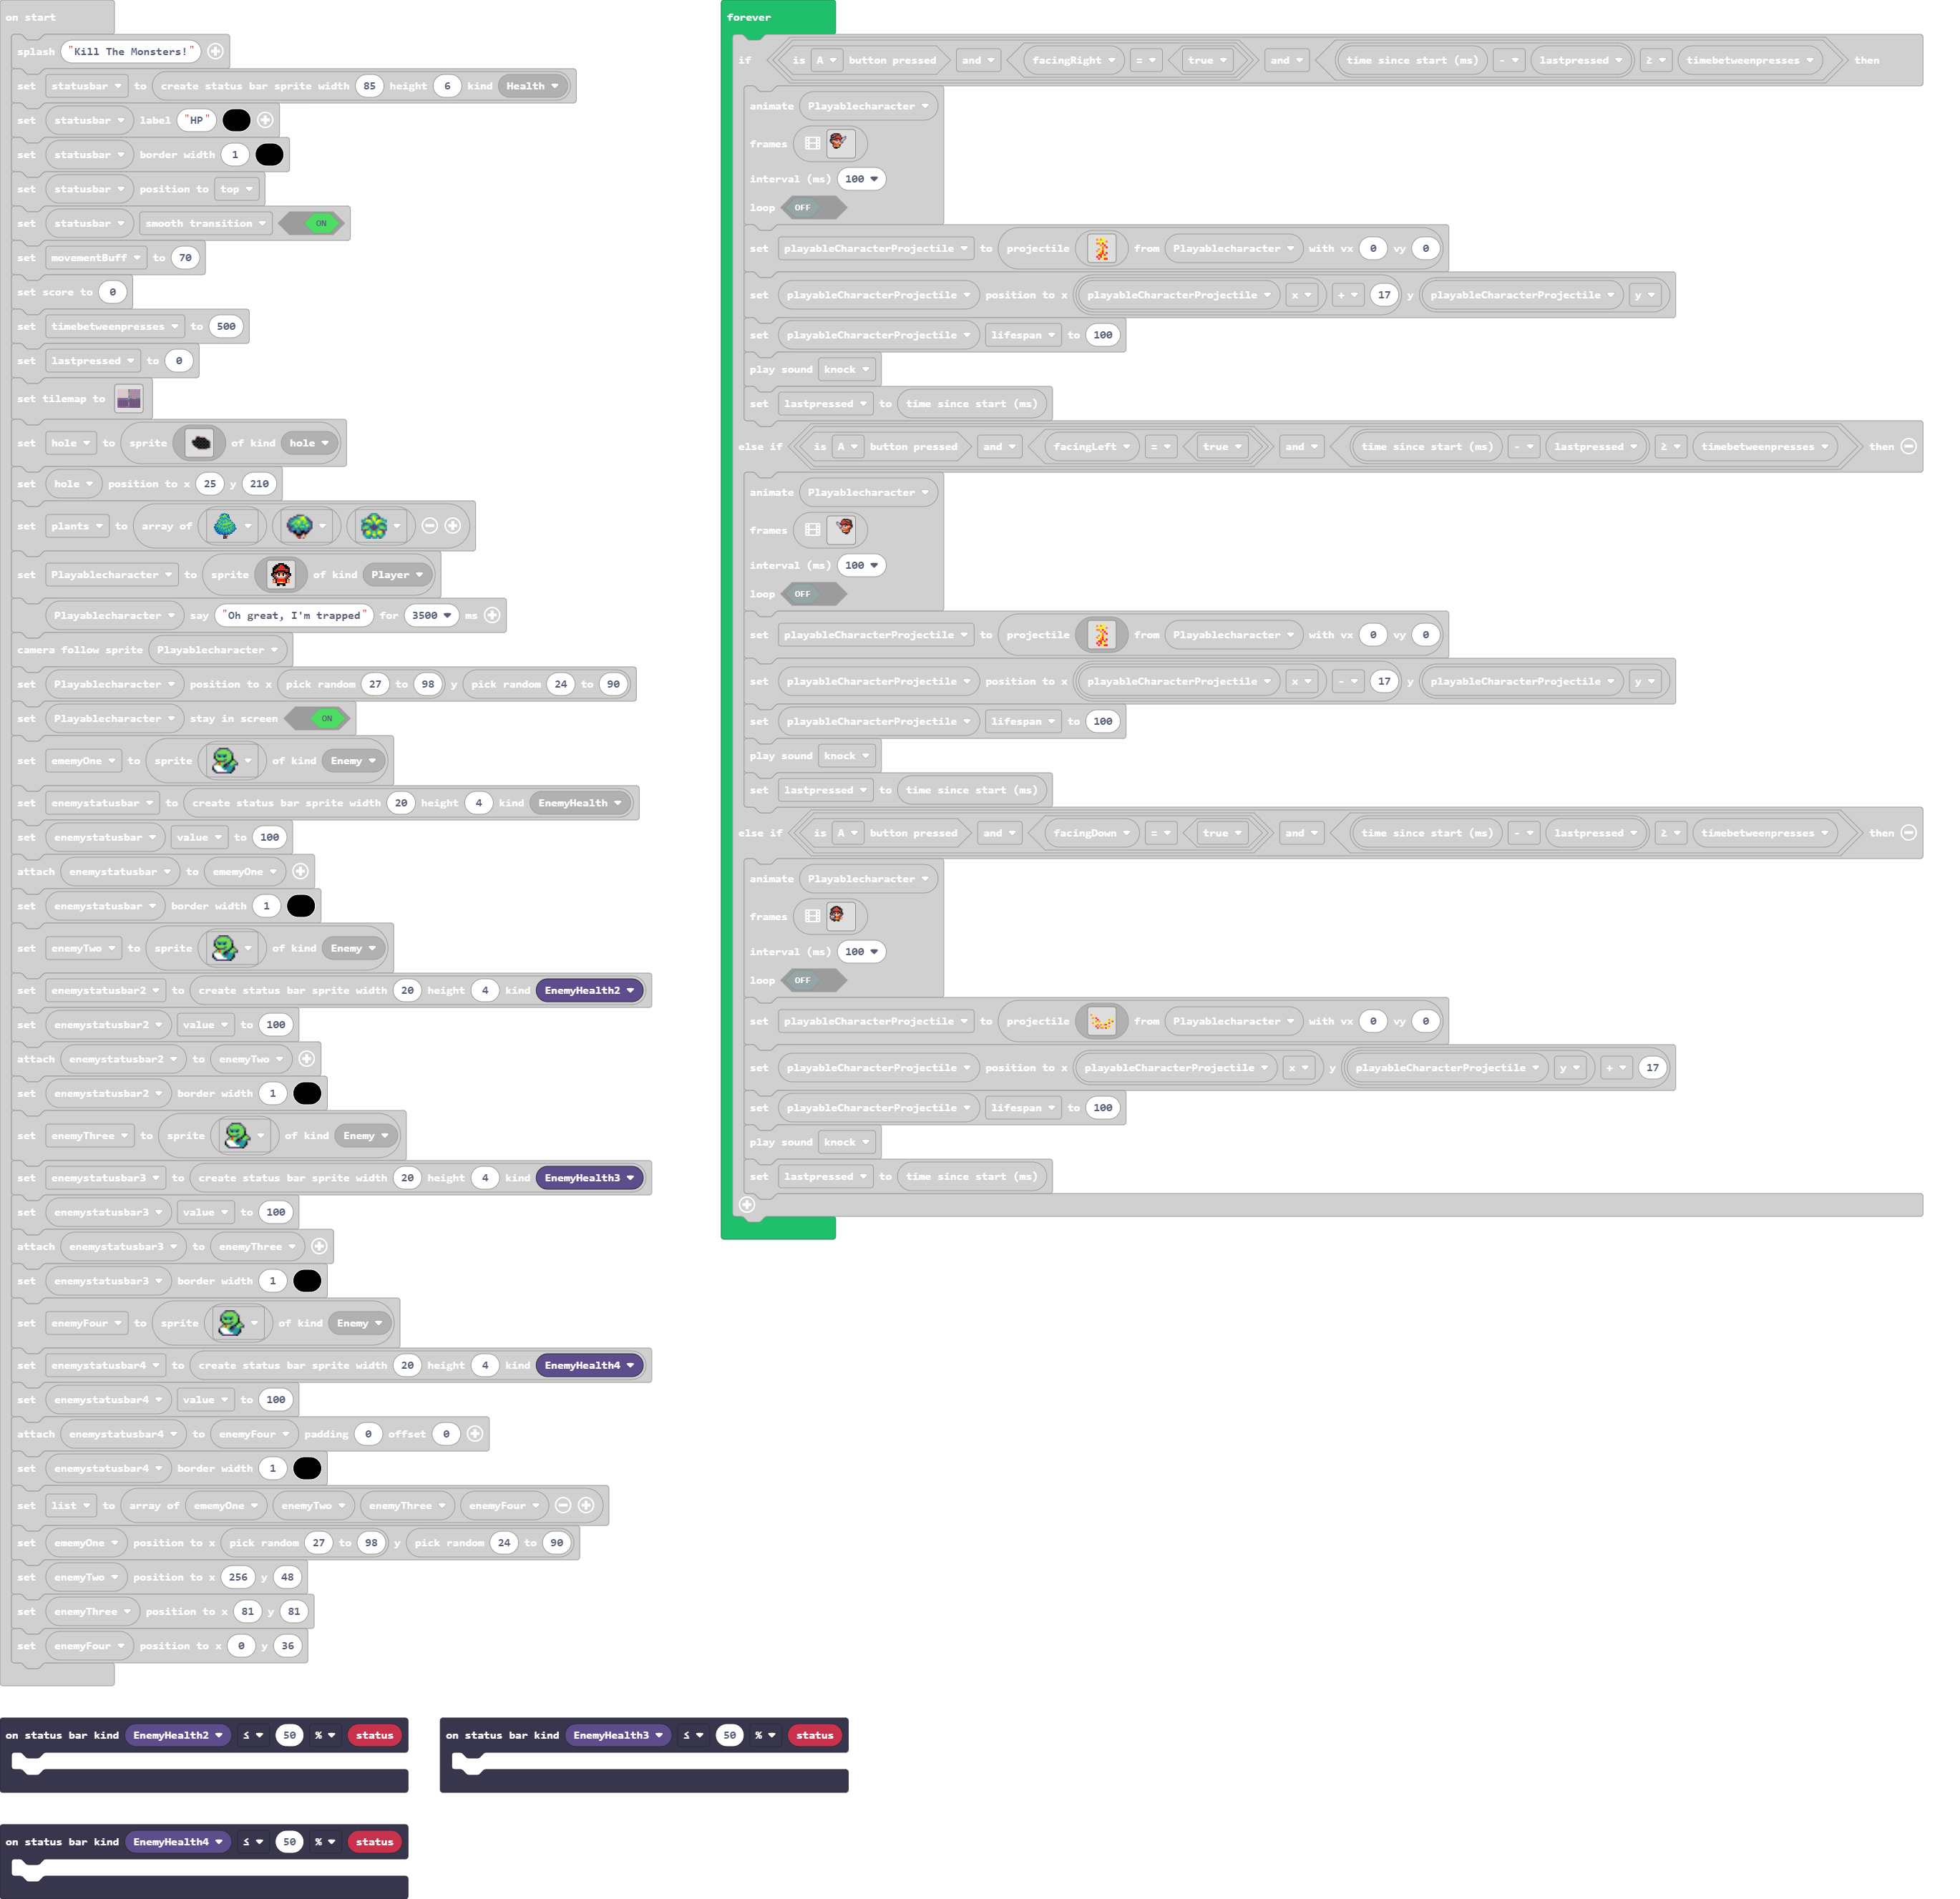 on start
splash "Kill The Monsters!"
set statusbar to create status bar sprite width 85 height 6 kind Health
set statusbar label "HP"
set statusbar border width 1
set statusbar position to top
set statusbar smooth transition ON
set movementBuff to 70
set score to 0
set timebetweenpresses to 500
set lastpressed to 0
set tilemap to
set hole to sprite of kind hole
set hole position to x 25 y 210
set plants to array of
set Playablecharacter to sprite of kind Player
Playablecharacter say "Oh great, I'm trapped" for 3500 ms
camera follow sprite Playablecharacter
set Playablecharacter position to x pick random 27 to 98 y pick random 24 to 90
set Playablecharacter stay in screen ON
set ememyOne to sprite of kind Enemy
set enemystatusbar to create status bar sprite width 20 height 4 kind EnemyHealth
set enemystatusbar value to 100
attach enemystatusbar to ememyOne
set enemystatusbar border width 1
set enemyTwo to sprite of kind Enemy
set enemystatusbar2 to create status bar sprite width 20 height 4 kind EnemyHealth2
set enemystatusbar2 value to 100
attach enemystatusbar2 to enemyTwo
set enemystatusbar2 border width 1
set enemyThree to sprite of kind Enemy
set enemystatusbar3 to create status bar sprite width 20 height 4 kind EnemyHealth3
set enemystatusbar3 value to 100
attach enemystatusbar3 to enemyThree
set enemystatusbar3 border width 1
set enemyFour to sprite of kind Enemy
set enemystatusbar4 to create status bar sprite width 20 height 4 kind EnemyHealth4
set enemystatusbar4 value to 100
attach enemystatusbar4 to enemyFour padding 0 offset 0
set enemystatusbar4 border width 1
set list to array of ememyOne enemyTwo enemyThree enemyFour
set ememyOne position to x pick random 27 to 98 y pick random 24 to 90
set enemyTwo position to x 256 y 48
set enemyThree position to x 81 y 81
set enemyFour position to x 0 y 36
forever
if is A button pressed and facingRight = true and time since start (ms) - lastpressed ≥ timebetweenpresses then
animate Playablecharacter
frames
interval (ms) 100
loop OFF
set playableCharacterProjectile to projectile from Playablecharacter with vx 0 vy 0
set playableCharacterProjectile position to x playableCharacterProjectile x + 17 y playableCharacterProjectile y
set playableCharacterProjectile lifespan to 100
play sound knock
set lastpressed to time since start (ms)
else if is A button pressed and facingLeft = true and time since start (ms) - lastpressed ≥ timebetweenpresses then
animate Playablecharacter
frames
interval (ms) 100
loop OFF
set playableCharacterProjectile to projectile from Playablecharacter with vx 0 vy 0
set playableCharacterProjectile position to x playableCharacterProjectile x - 17 y playableCharacterProjectile y
set playableCharacterProjectile lifespan to 100
play sound knock
set lastpressed to time since start (ms)
else if is A button pressed and facingDown = true and time since start (ms) - lastpressed ≥ timebetweenpresses then
animate Playablecharacter
frames
interval (ms) 100
loop OFF
set playableCharacterProjectile to projectile from Playablecharacter with vx 0 vy 0
set playableCharacterProjectile position to x playableCharacterProjectile x y playableCharacterProjectile y + 17
set playableCharacterProjectile lifespan to 100
play sound knock
set lastpressed to time since start (ms)
on status bar kind EnemyHealth2 ≤ 50 % status
on status bar kind EnemyHealth3 ≤ 50 % status
on status bar kind EnemyHealth4 ≤ 50 % status